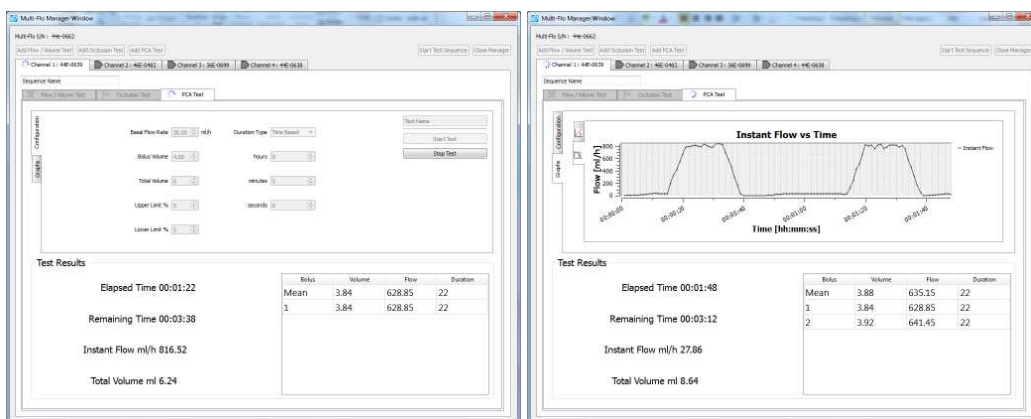 Multi-Flo Manager Window
Multi-Flo S/N: 44E-0662
Add Flow / Volume Test Add Occlusion Test Add PCA Test
Start Test Sequence Close Manager
Channel 1: 44E-0639 Channel 2: 46E-0482 Channel 3: 36E-0699 Channel 4: 44E-0638
Sequence Name
Flow / Volume Test Occlusion Test PCA Test
Configuration
Graphs
Basal Flow Rate 30.00 ml/h Duration Type Time Based
Test Name
Start Test
Bolus Volume 4.00 hours 0
Stop Test
Total Volume 0 minutes
Upper Limit % seconds 0
Lower Limit %
Test Results
Elapsed Time 00:01:22
Remaining Time 00:03:38
Instant Flow ml/h 816.52
Total Volume ml 6.24
Bolus Volume Flow Duration
Mean 3.84 628.85 22
1 3.84 628.85 22
Multi-Flo Manager Window
Multi-Flo S/N: 44E-0662
Add Flow / Volume Test Add Occlusion Test Add PCA Test
Start Test Sequence Close Manager
Channel 1: 44E-0639 Channel 2: 46E-0482 Channel 3: 36E-0699 Channel 4: 44E-0638
Sequence Name
Flow / Volume Test Occlusion Test PCA Test
Configuration
Graphs
Instant Flow vs Time
Flow [ml/h]
800
600
400
200
0
Instant Flow
00:00:00 00:00:20 00:00:40 00:01:00 00:01:20 00:01:40
Time [hh:mm:ss]
Test Results
Elapsed Time 00:01:48
Remaining Time 00:03:12
Instant Flow ml/h 27.86
Total Volume ml 8.64
Bolus Volume Flow Duration
Mean 3.88 635.15 22
1 3.84 628.85 22
2 3.92 641.45 22